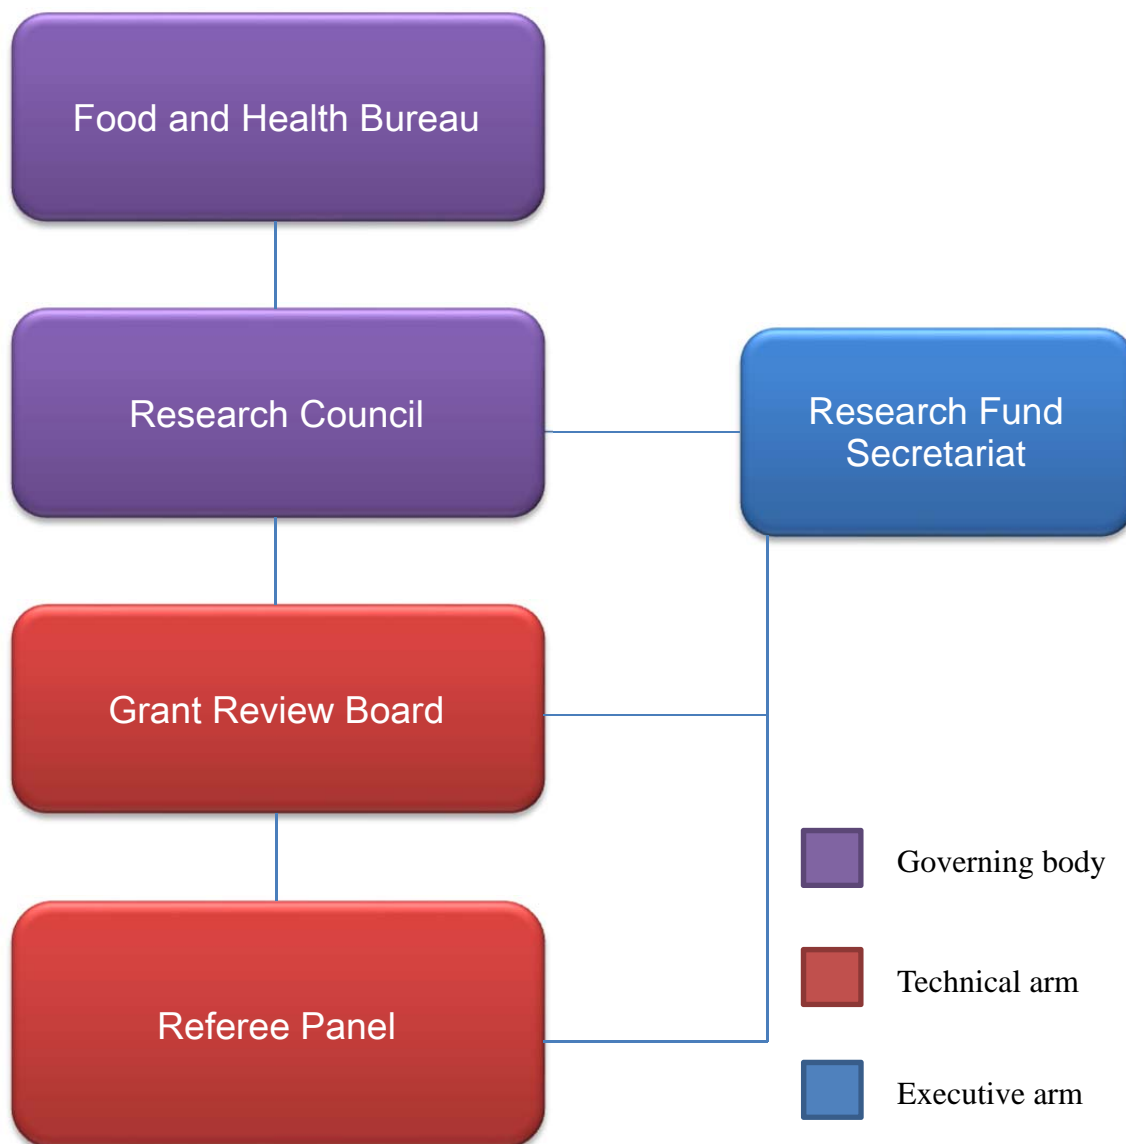 Food and Health Bureau
Research Council
Research Fund
Secretariat
Grant Review Board
Referee Panel
Governing body
Technical arm
Executive arm